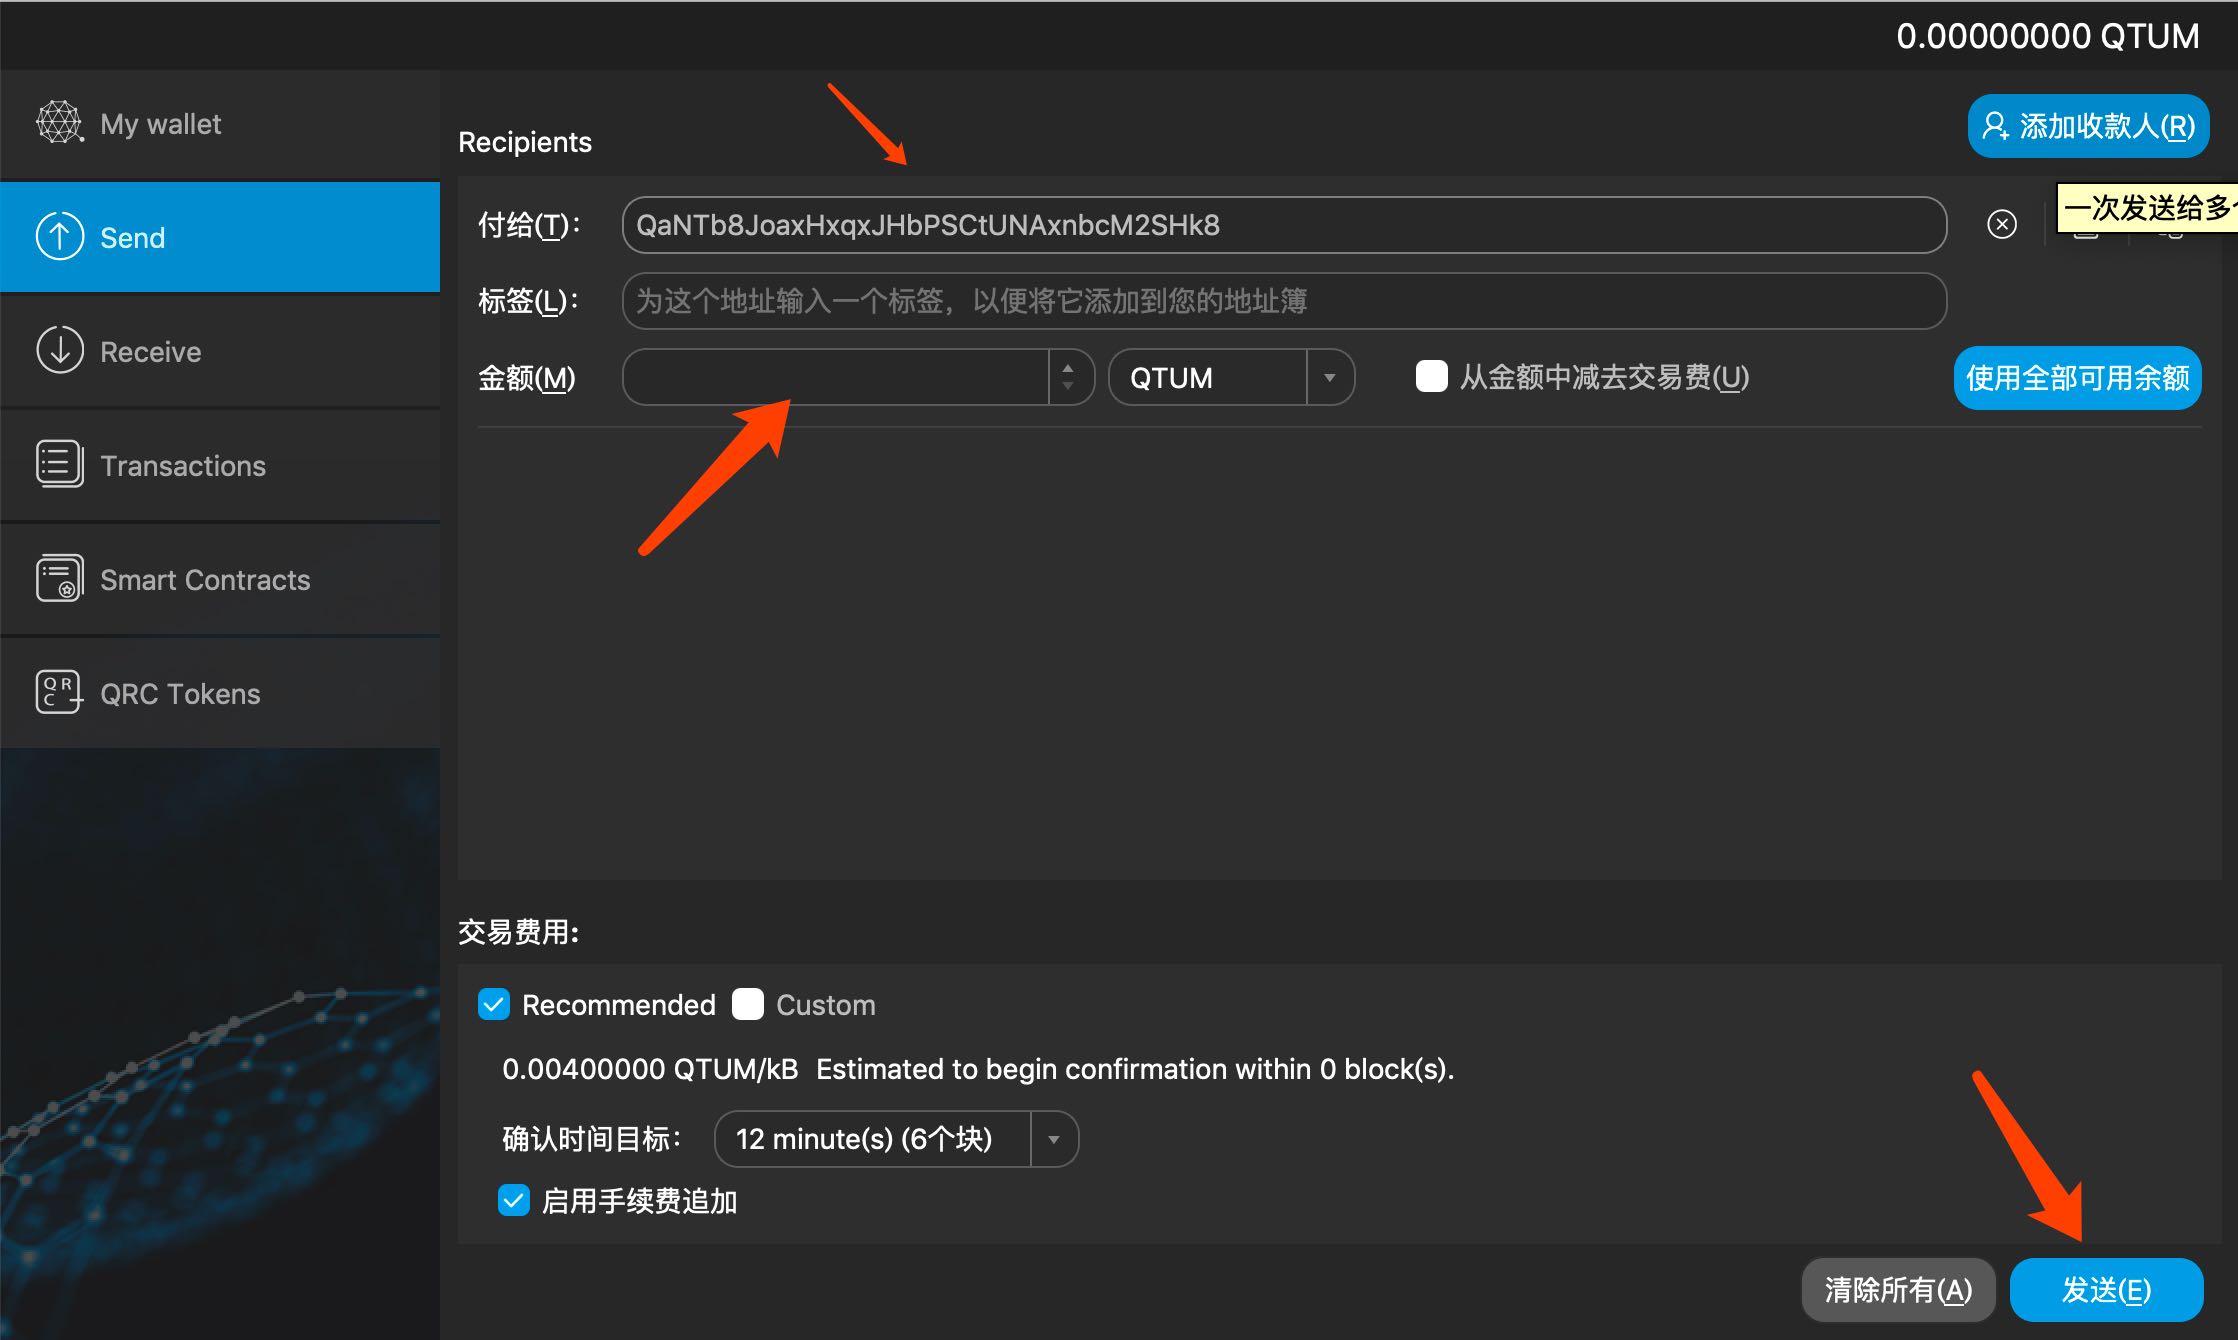 0.00000000 QTUM
My wallet
Send
Receive
Transactions
Smart Contracts
QRC Tokens
Recipients
添加收款人(R)
一次发送给多
付给(T):
QaNTb8JoaxHxqxJHbPSCtUNAxnbcM2SHk8
标签(L):
为这个地址输入一个标签，以便将它添加到您的地址簿
金额(M)
QTUM
从金额中减去交易费(U)
使用全部可用余额
交易费用:
Recommended
Custom
0.00400000 QTUM/kB Estimated to begin confirmation within 0 block(s).
确认时间目标:
12 minute(s) (6个块)
启用手续费追加
清除所有(A)
发送(E)